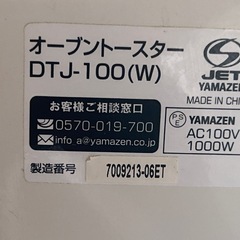 オーブントースター
DTJ-100(W)
JET
YAMAZEN
MADE IN
お客様ご相談窓口
0570-019-700
info@yamazen.co.jp
PSE
YAMAZEN
AC100V
1000W
製造番号
7009213-06ET